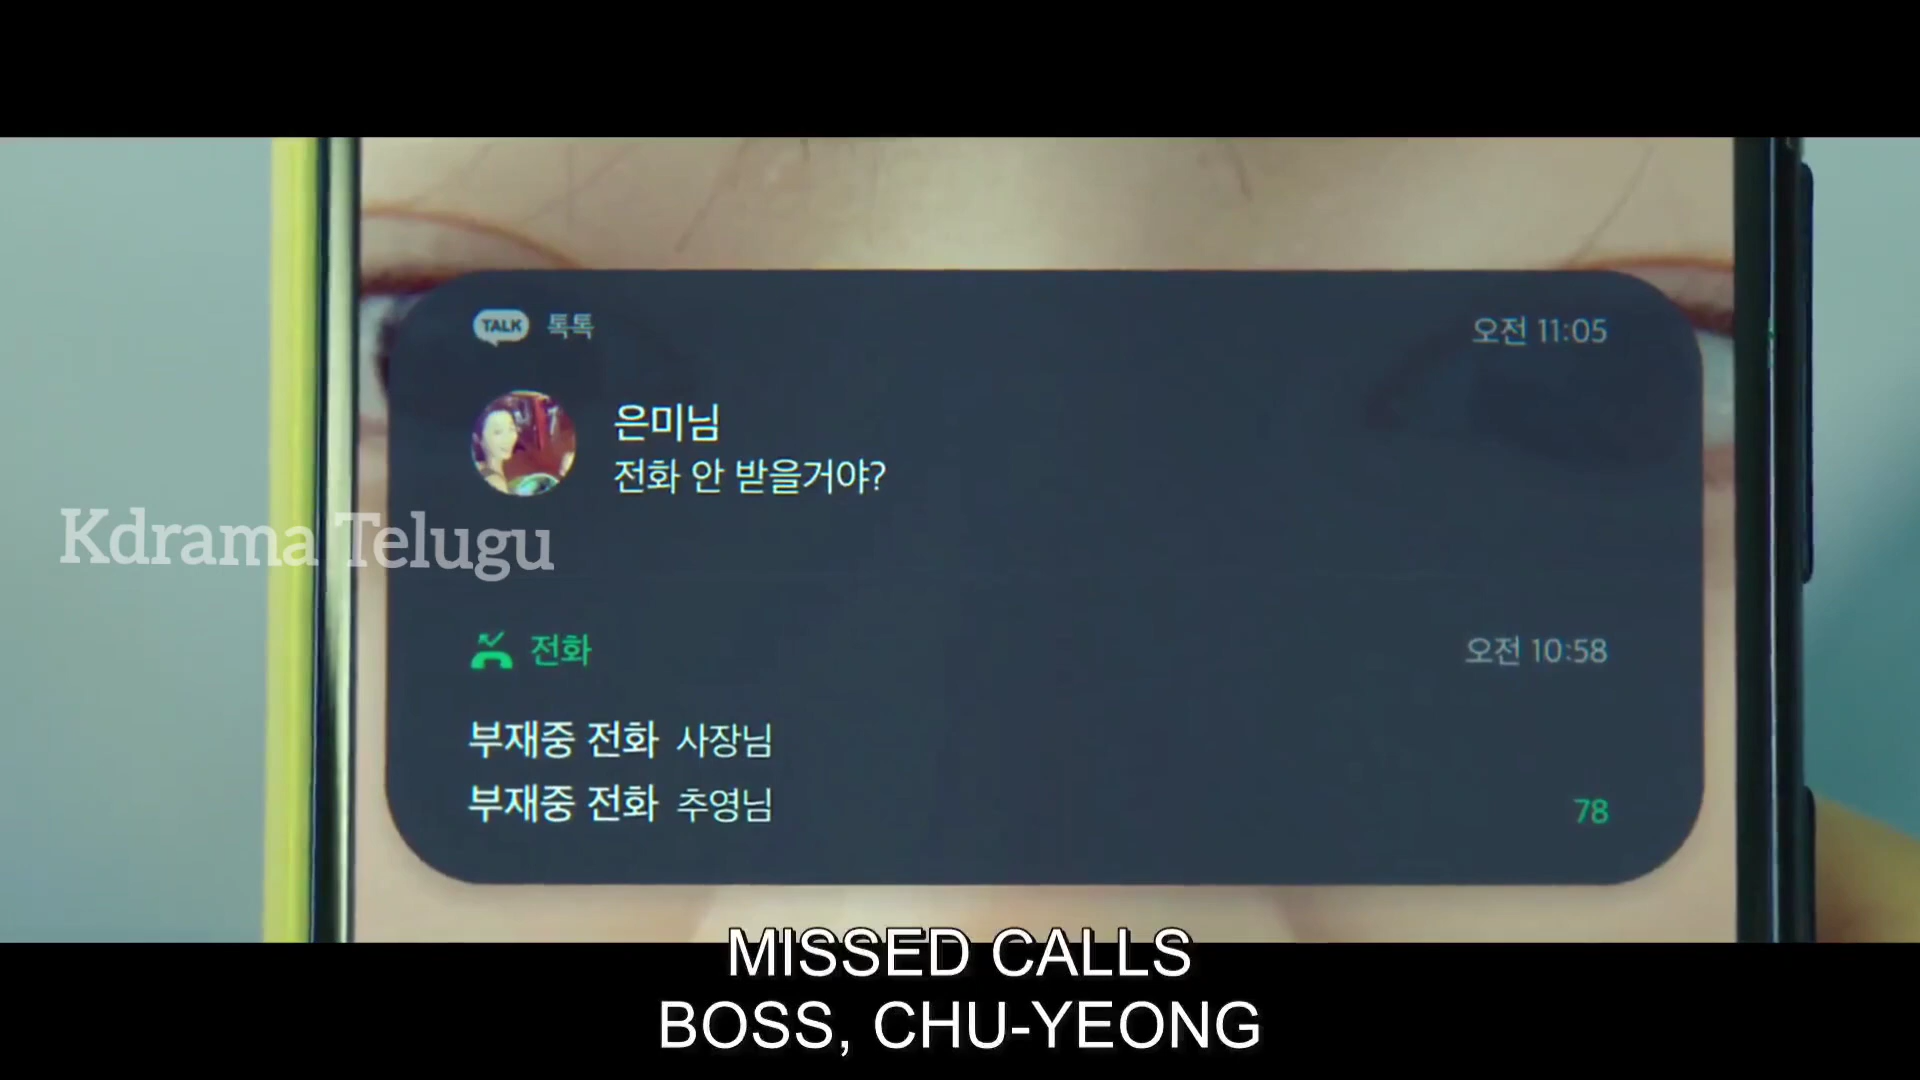 TALK 톡톡 오전 11:05
은미님
전화 안 받을거야?
Kdrama Telugu
전화 오전 10:58
부재중 전화 사장님
부재중 전화 추영님 78
MISSED CALLS
BOSS, CHU-YEONG